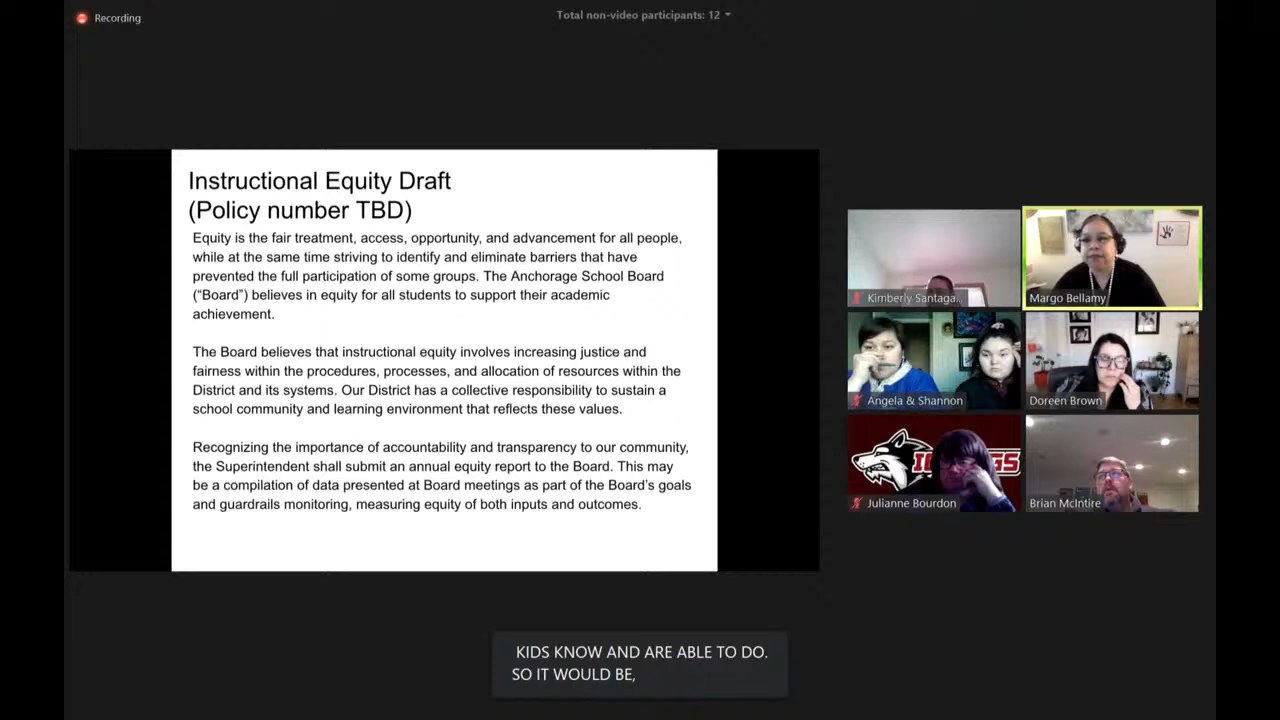 Recording
Total non-video participants: 12
Instructional Equity Draft
(Policy number TBD)
Equity is the fair treatment, access, opportunity, and advancement for all people,
while at the same time striving to identify and eliminate barriers that have
prevented the full participation of some groups. The Anchorage School Board
(“Board”) believes in equity for all students to support their academic
achievement.
The Board believes that instructional equity involves increasing justice and
fairness within the procedures, processes, and allocation of resources within the
District and its systems. Our District has a collective responsibility to sustain a
school community and learning environment that reflects these values.
Recognizing the importance of accountability and transparency to our community,
the Superintendent shall submit an annual equity report to the Board. This may
be a compilation of data presented at Board meetings as part of the Board’s goals
and guardrails monitoring, measuring equity of both inputs and outcomes.
Kimberly Santaga...
Margo Bellamy
Angela & Shannon
Doreen Brown
Julianne Bourdon
Brian McIntire
KIDS KNOW AND ARE ABLE TO DO.
SO IT WOULD BE,